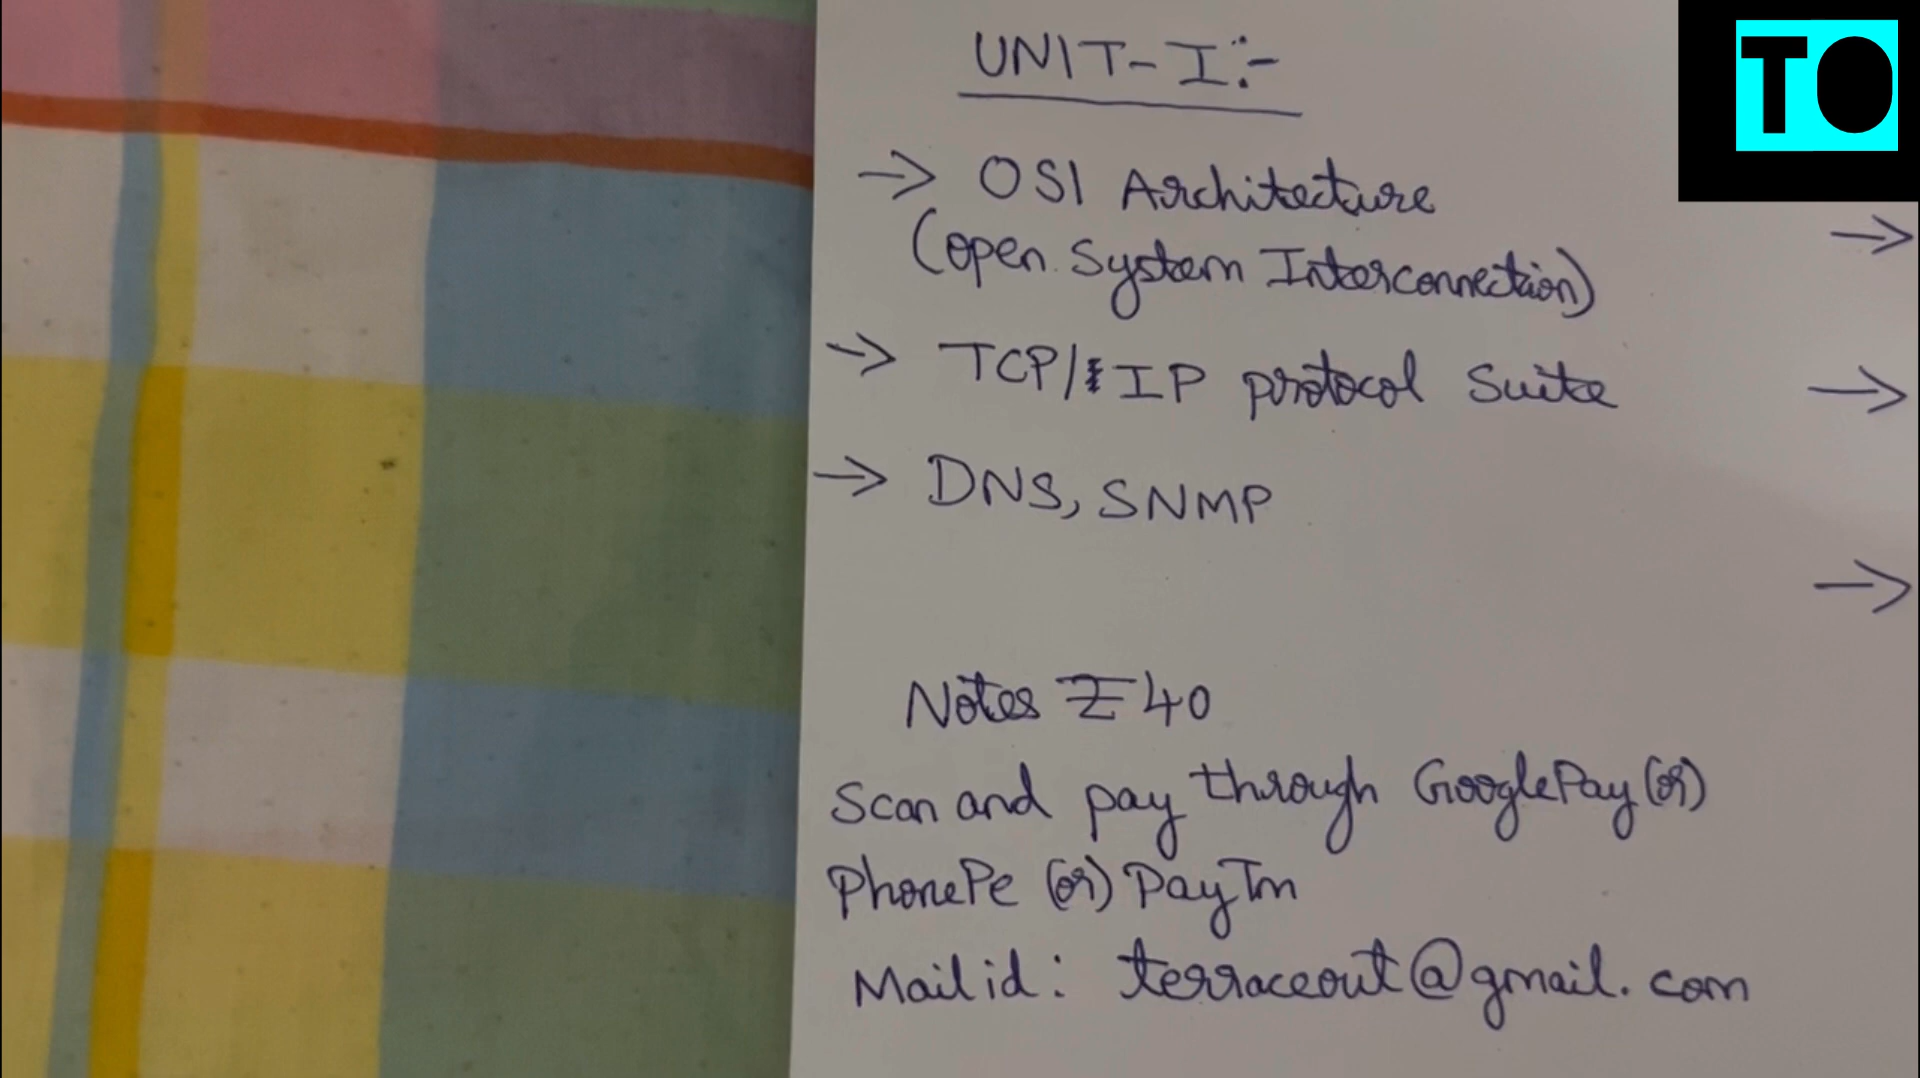 TO
UNIT-I:-
→ OSI Architecture
(open System Interconnection)
→ TCP/IP protocol Suite
→ DNS, SNMP
→
→
→
Notes ₹40
Scan and pay through GooglePay (or)
PhonePe (or) PayTm
Mail id: terraceout@gmail.com